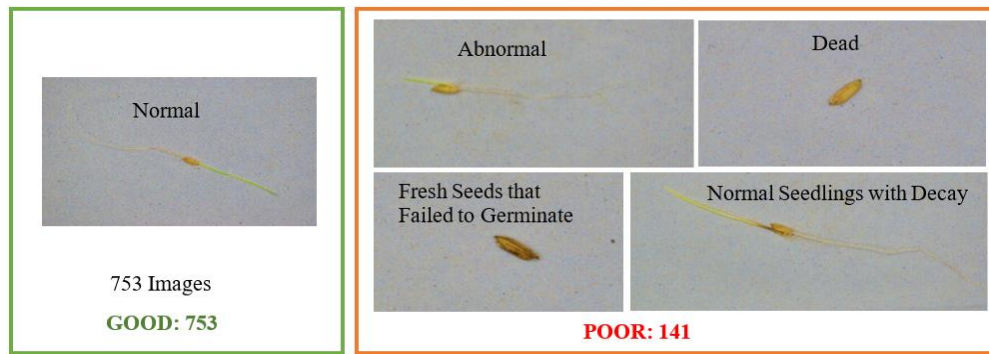 Normal
753 Images
GOOD: 753
Abnormal
Dead
Fresh Seeds that
Failed to Germinate
Normal Seedlings with Decay
POOR: 141